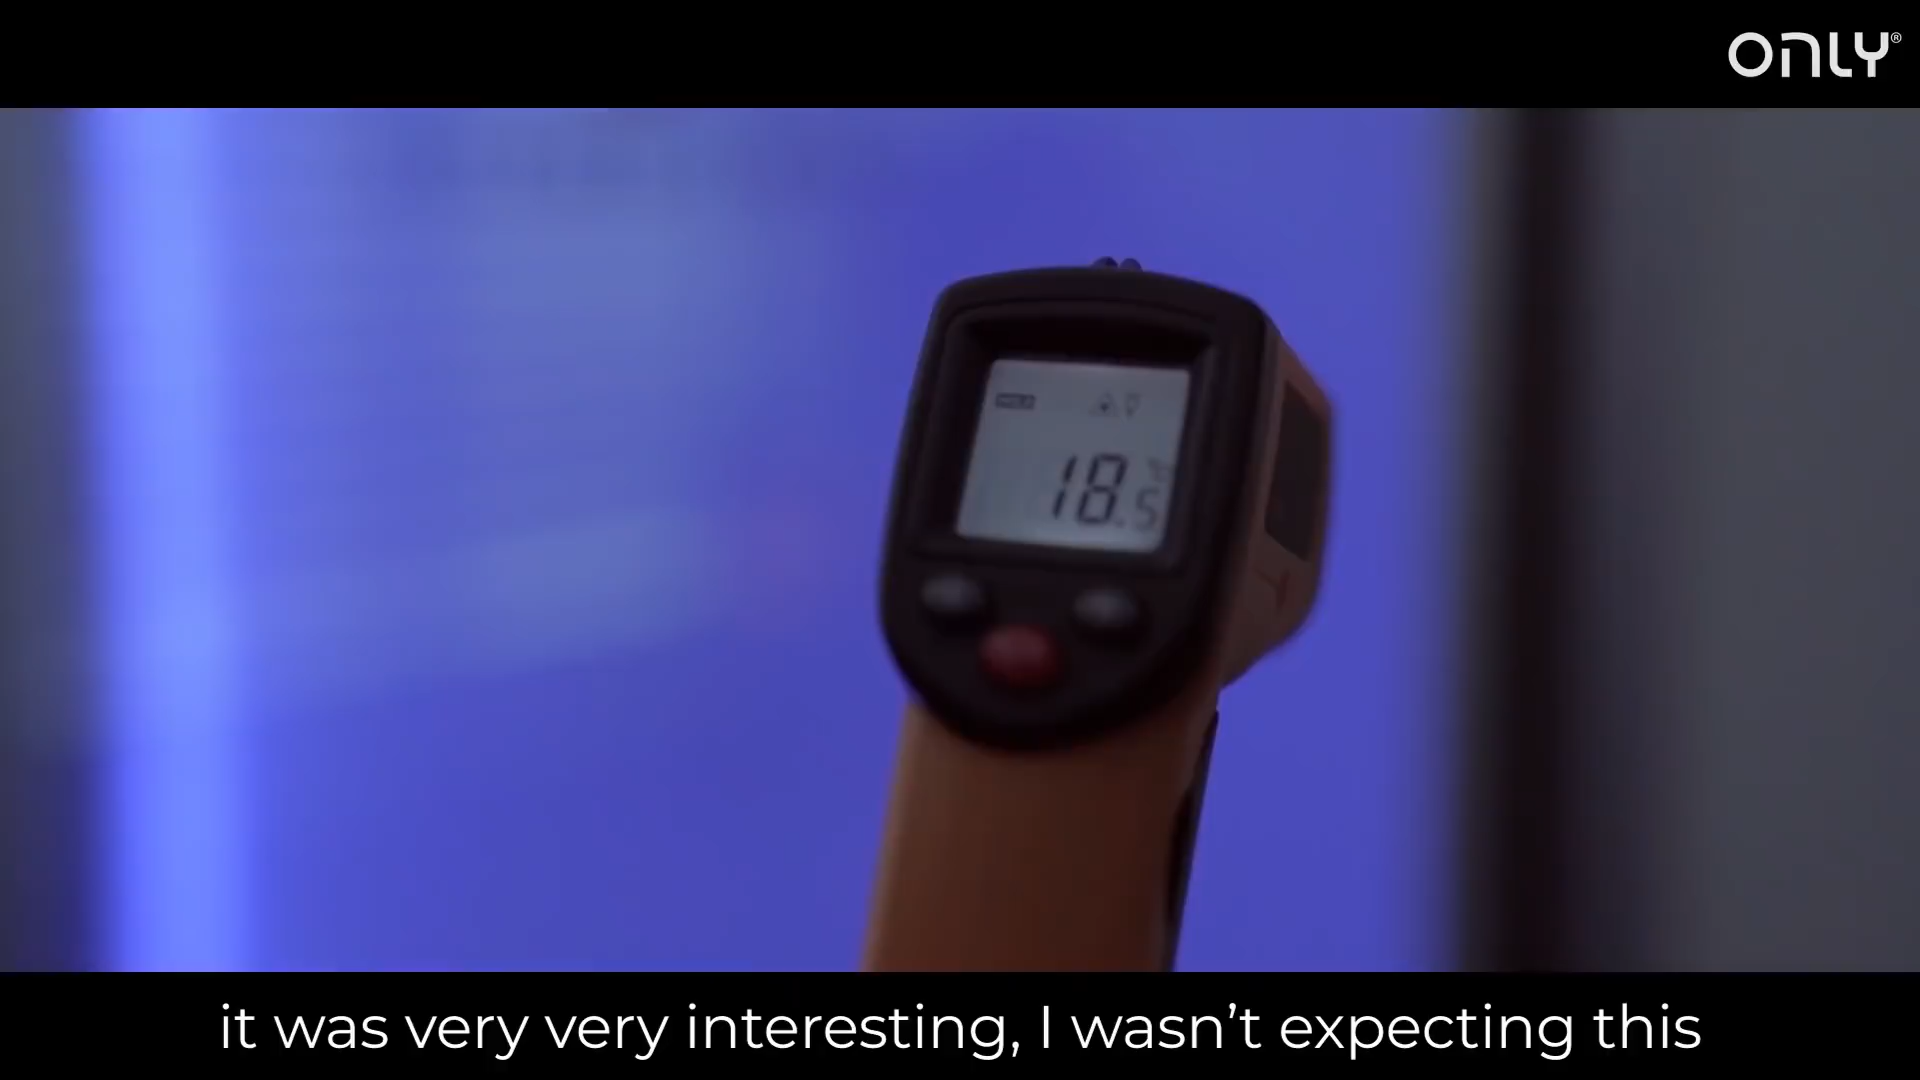 ONLY®
18.5
it was very very interesting, I wasn’t expecting this